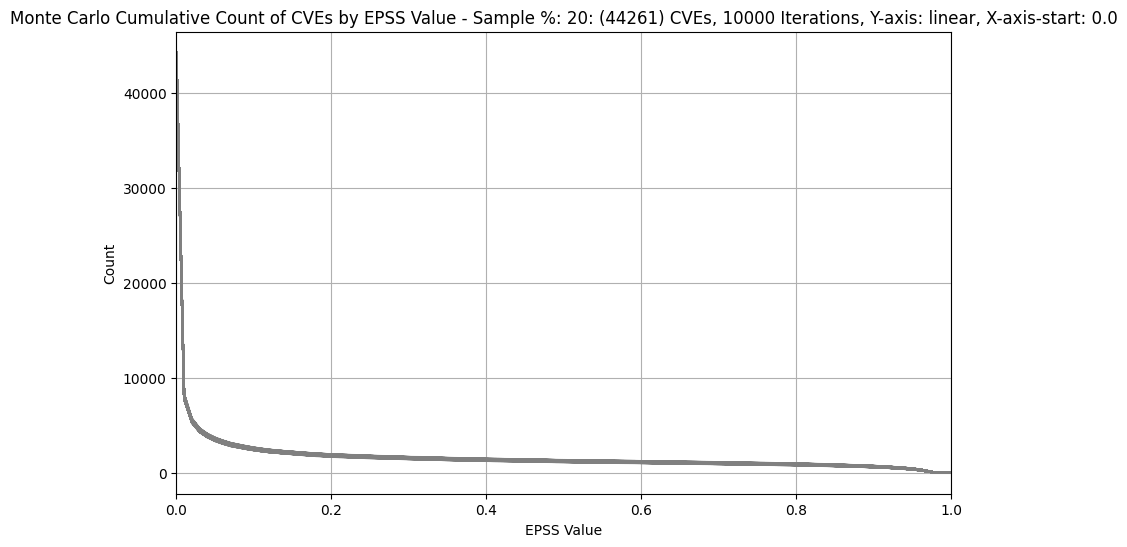 Monte Carlo Cumulative Count of CVEs by EPSS Value - Sample %: 20: (44261) CVEs, 10000 Iterations, Y-axis: linear, X-axis-start: 0.0
40000
30000
20000
10000
0
Count
0.0 0.2 0.4 0.6 0.8 1.0
EPSS Value